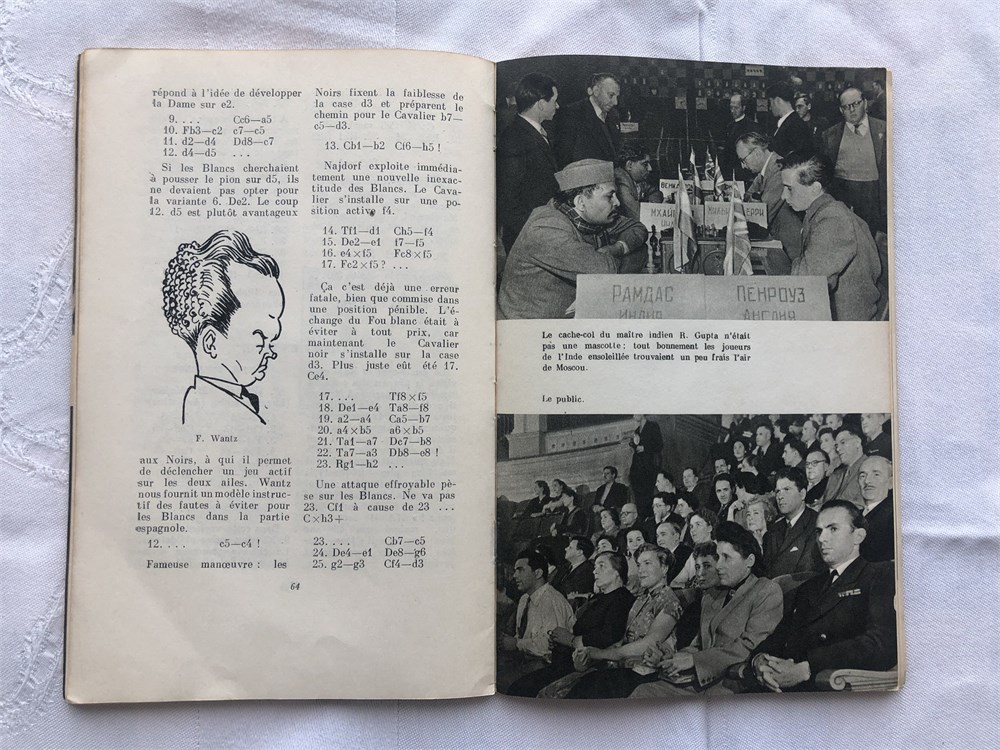 répond à l'idée de développer
la Dame sur e2.
9. . . . Cc6—a5
10. Fb3—c2 c7—c5
11. d2—d4 Dd8—c7
12. d4—d5 . . .
Si les Blancs cherchaient
à pousser le pion sur d5, ils
ne devaient pas opter pour
la variante 6. De2. Le coup
12. d5 est plutôt avantageux
F. Wantz
aux Noirs, à qui il permet
de déclencher un jeu actif
sur les deux ailes. Wantz
nous fournit un modèle instruc-
tif des fautes à éviter pour
les Blancs dans la partie
espagnole.
12. . . . c5—c4 !
Fameuse manœuvre : les
Noirs fixent la faiblesse de
la case d3 et préparent le
chemin pour le Cavalier b7—
c5—d3.
13. Cb1—b2 Cf6—h5 !
Najdorf exploite immédia-
tement une nouvelle inexac-
titude des Blancs. Le Cava-
lier s'installe sur une po-
sition active f4.
14. Tf1—d1 Ch5—f4
15. De2—e1 f7—f5
16. e4×f5 Fc8×f5
17. Fc2×f5 ? . . .
Ça c'est déjà une erreur
fatale, bien que commise dans
une position pénible. L'é-
change du Fou blanc était à
éviter à tout prix, car
maintenant le Cavalier
noir s'installe sur la case
d3. Plus juste eût été 17.
Ce4.
17. . . . Tf8×f5
18. De1—e4 Ta8—f8
19. a2—a4 Ca5—b7
20. a4×b5 a6×b5
21. Ta1—a7 Dc7—b8
22. Ta7—a3 Db8—e8 !
23. Rg1—h2 . . .
Une attaque effroyable pè-
se sur les Blancs. Ne va pas
23. Cf1 à cause de 23 ...
C×h3+
23. . . . Cb7—c5
24. De4—e1 De8—g6
25. g2—g3 Cf4—d3
64
РАМДАС ПЕНРОУЗ
ИНДИЯ АНГЛИЯ
Le cache-col du maître indien R. Gupta n'était
pas une mascotte ; tout bonnement les joueurs
de l'Inde ensoleillée trouvaient un peu frais l'air
de Moscou.
Le public.